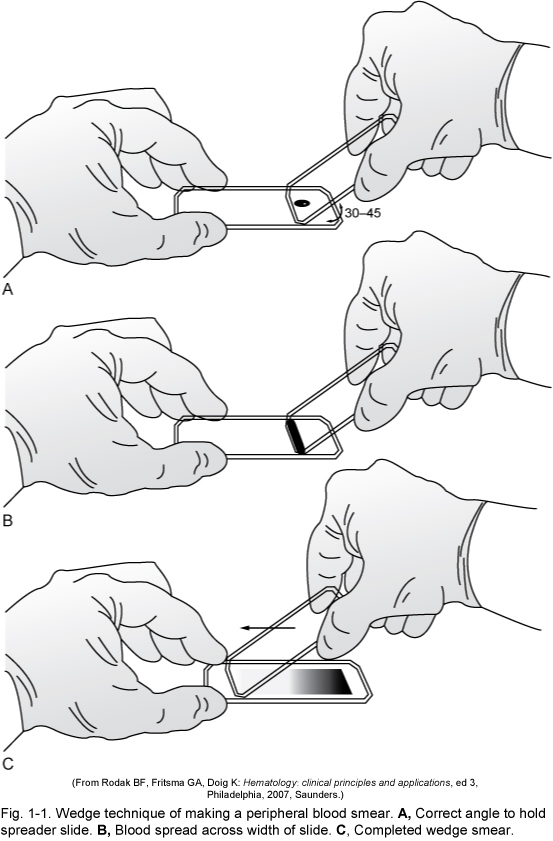 30–45
A
B
C
(From Rodak BF, Fritsma GA, Doig K: Hematology: clinical principles and applications, ed 3,
Philadelphia, 2007, Saunders.)
Fig. 1-1. Wedge technique of making a peripheral blood smear. A, Correct angle to hold
spreader slide. B, Blood spread across width of slide. C, Completed wedge smear.